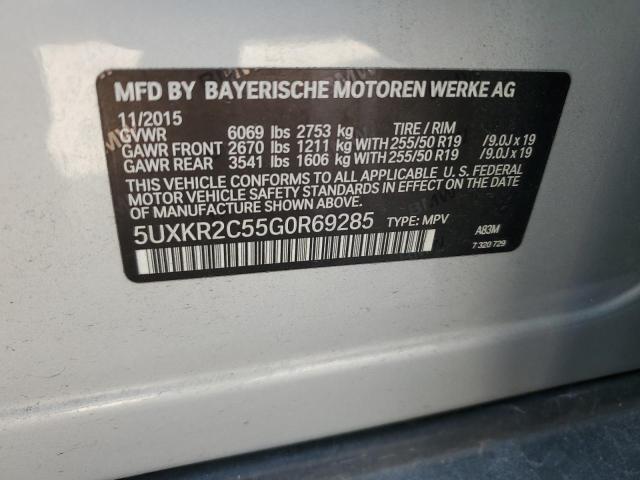 MFD BY BAYERISCHE MOTOREN WERKE AG
11/2015
GVWR 6069 lbs 2753 kg TIRE / RIM
GAWR FRONT 2670 lbs 1211 kg WITH 255/50 R19 /9.0J x 19
GAWR REAR 3541 lbs 1606 kg WITH 255/50 R19 /9.0J x 19
THIS VEHICLE CONFORMS TO ALL APPLICABLE U. S. FEDERAL
MOTOR VEHICLE SAFETY STANDARDS
IN EFFECT ON THE DATE OF MANUFACTURE SHOWN ABOVE.
5UXKR2C55G0R69285 TYPE: MPV A83M
7 320 729